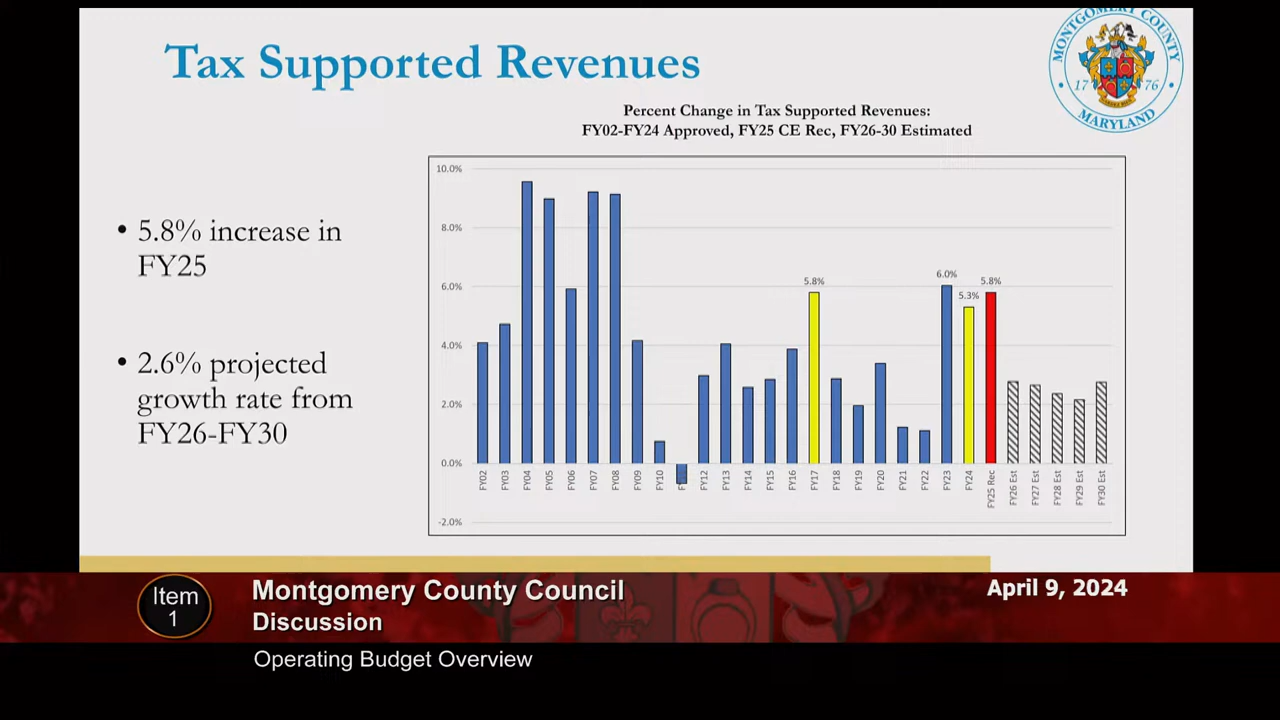 Tax Supported Revenues
MONTGOMERY COUNTY
17 76
MARYLAND
Percent Change in Tax Supported Revenues:
FY02-FY24 Approved, FY25 CE Rec, FY26-30 Estimated
• 5.8% increase in
FY25
• 2.6% projected
growth rate from
FY26-FY30
10.0%
8.0%
6.0%
4.0%
2.0%
0.0%
-2.0%
5.8%
6.0%
5.3%
5.8%
FY02
FY03
FY04
FY05
FY06
FY07
FY08
FY09
FY10
FY12
FY13
FY14
FY15
FY16
FY17
FY18
FY19
FY20
FY21
FY22
FY23
FY24
FY25 Rec
FY26 Est
FY27 Est
FY28 Est
FY29 Est
FY30 Est
Item
1
Montgomery County Council
Discussion
April 9, 2024
Operating Budget Overview